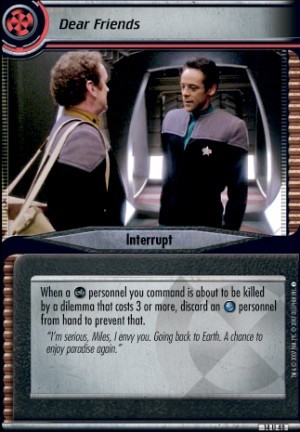 Dear Friends
Interrupt
When a personnel you command is about to be killed
by a dilemma that costs 3 or more, discard an personnel
from hand to prevent that.
"I'm serious, Miles, I envy you. Going back to Earth. A chance to
enjoy paradise again."
14 U 48